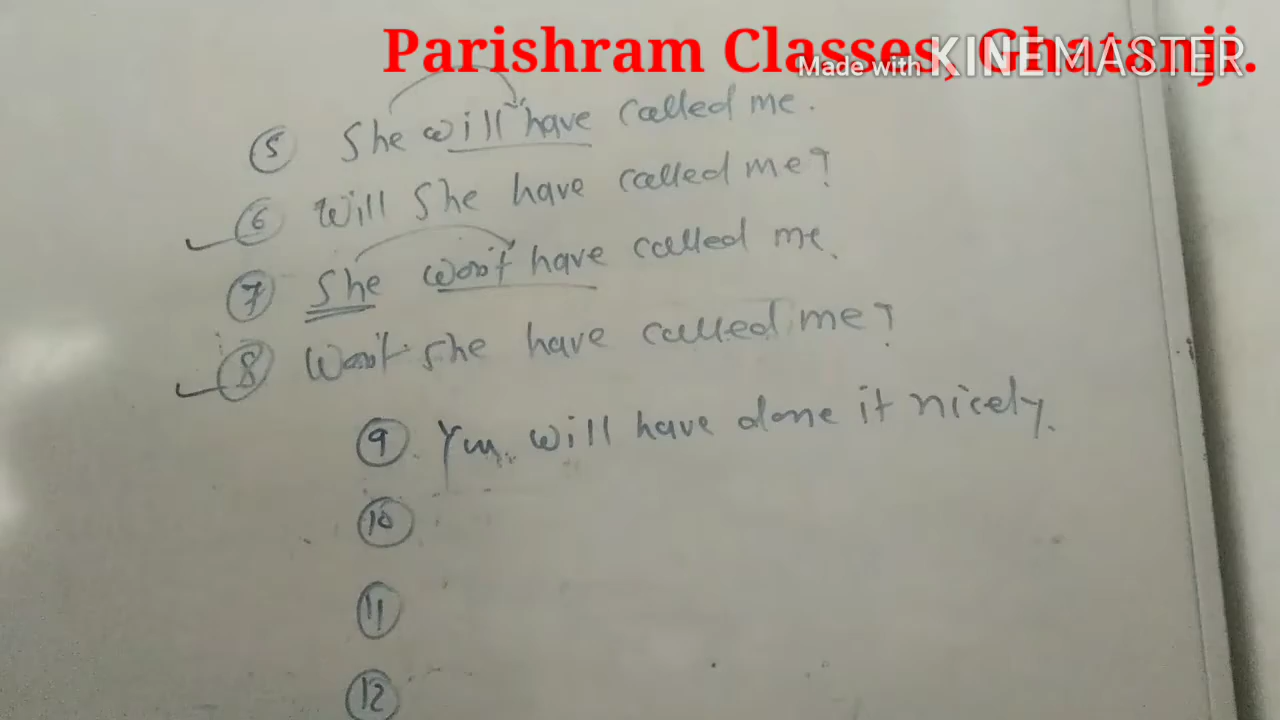 Parishram Classes, Ghatanji.
Made with KINEMASTER
5 She will have called me.
6 Will She have called me?
7 She won't have called me.
8 Won't she have called me?
9 You will have done it nicely.
10
11
12